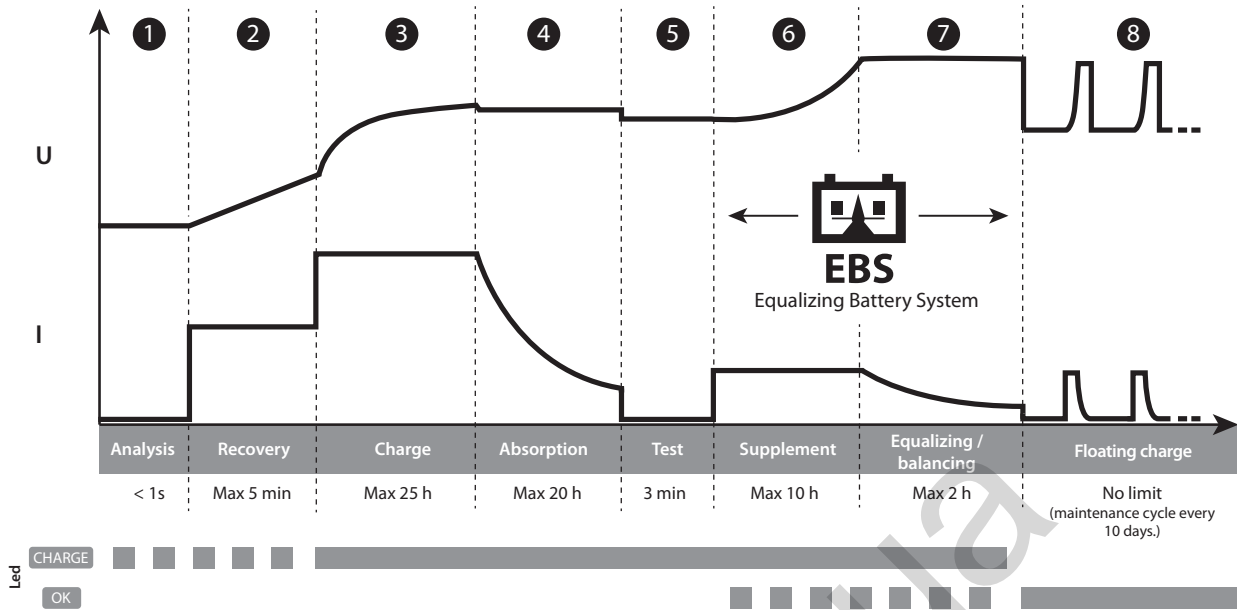 1 2 3 4 5 6 7 8
U
EBS
Equalizing Battery System
I
Analysis Recovery Charge Absorption Test Supplement Equalizing / Floating charge
balancing
< 1s Max 5 min Max 25 h Max 20 h 3 min Max 10 h Max 2 h No limit
(maintenance cycle every
10 days.)
Led
CHARGE
OK